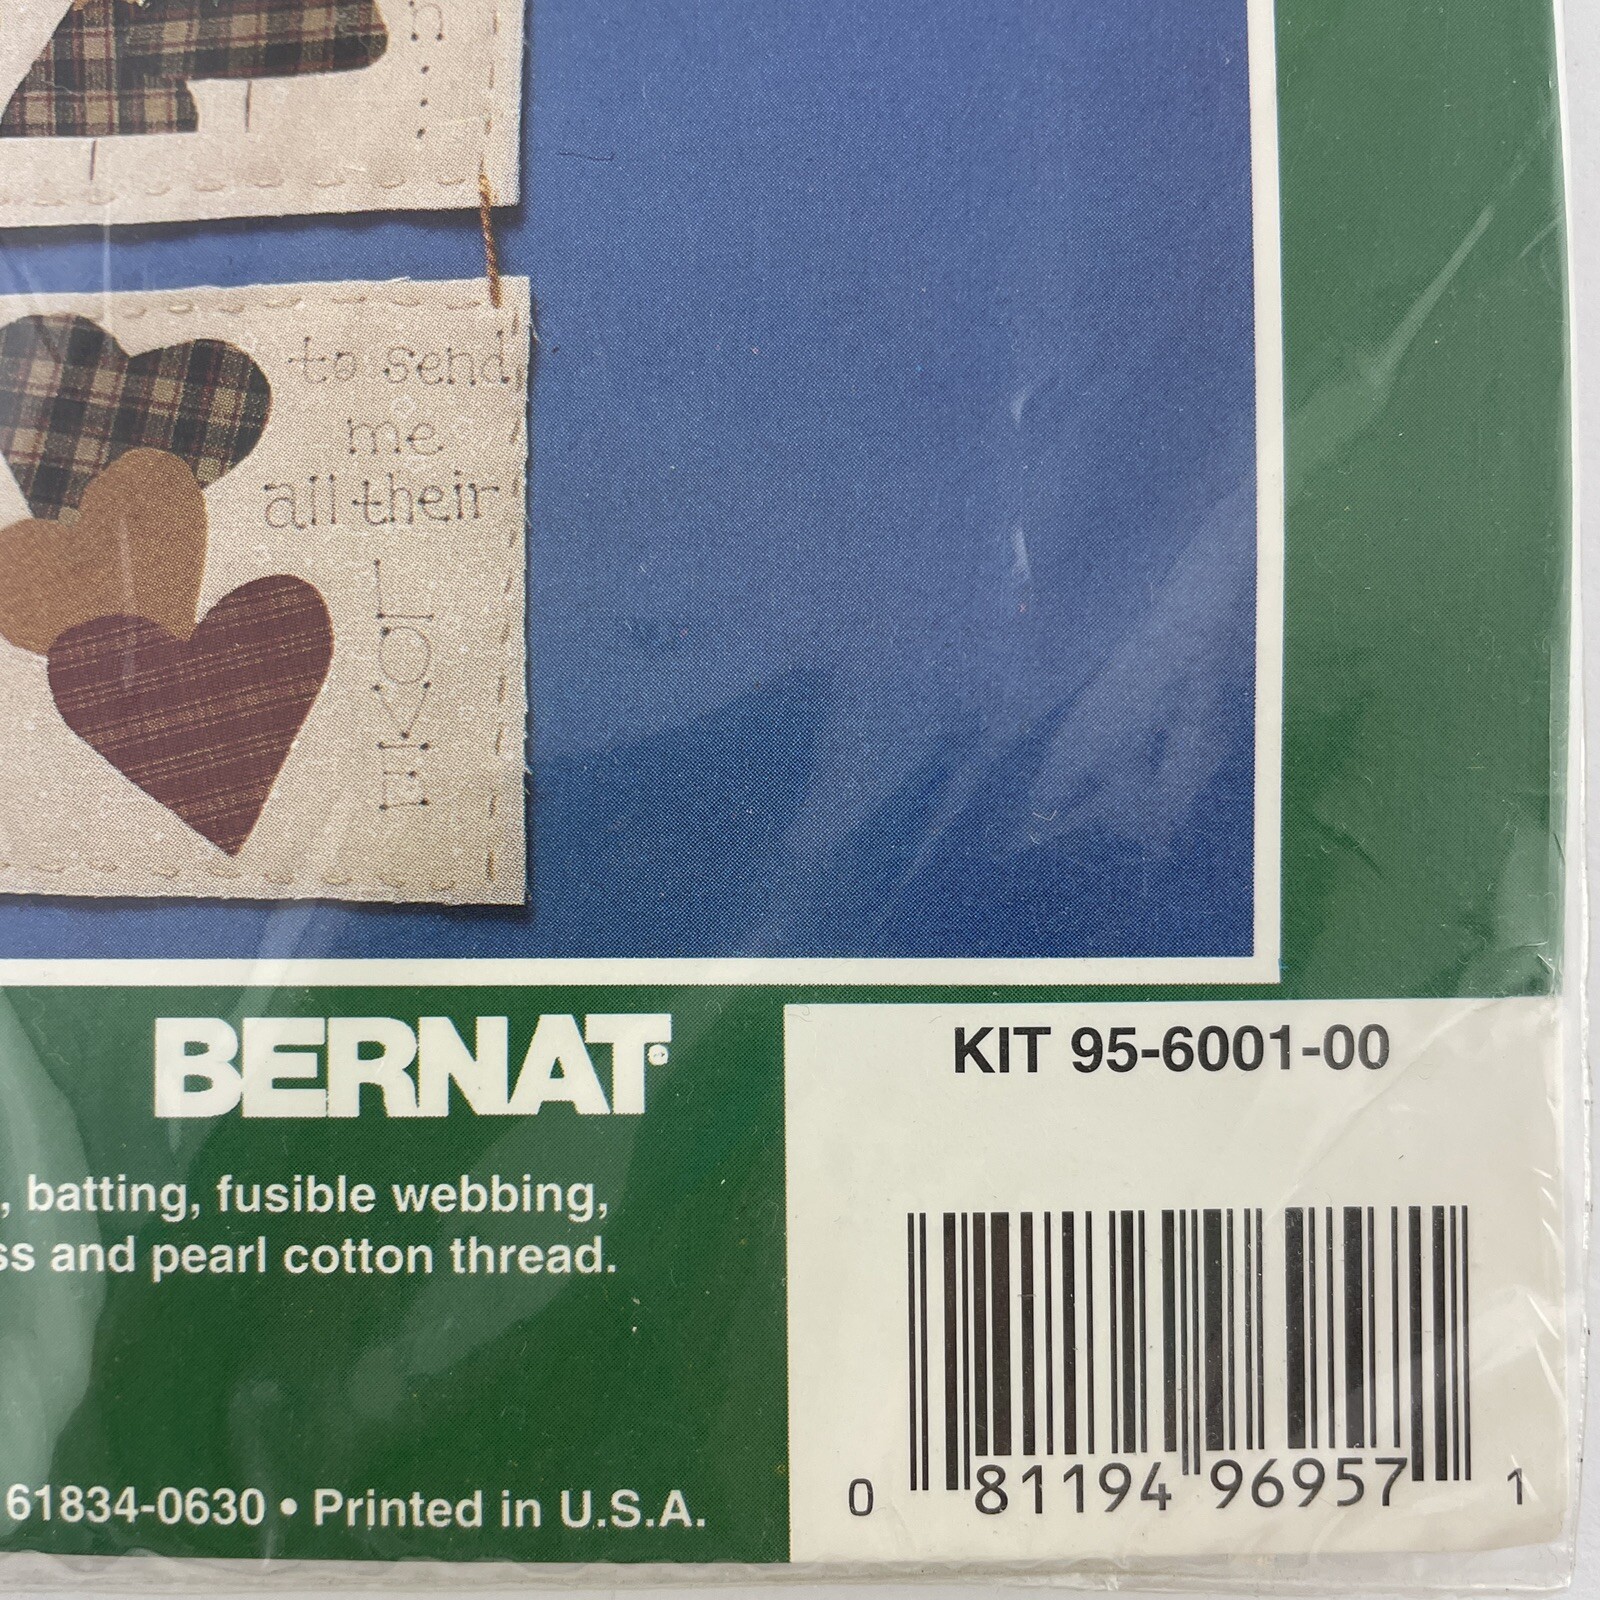 n
to send
me
all their
LOVE
BERNAT®
KIT 95-6001-00
, batting, fusible webbing,
ss and pearl cotton thread.
61834-0630 • Printed in U.S.A.
0 81194 96957 1